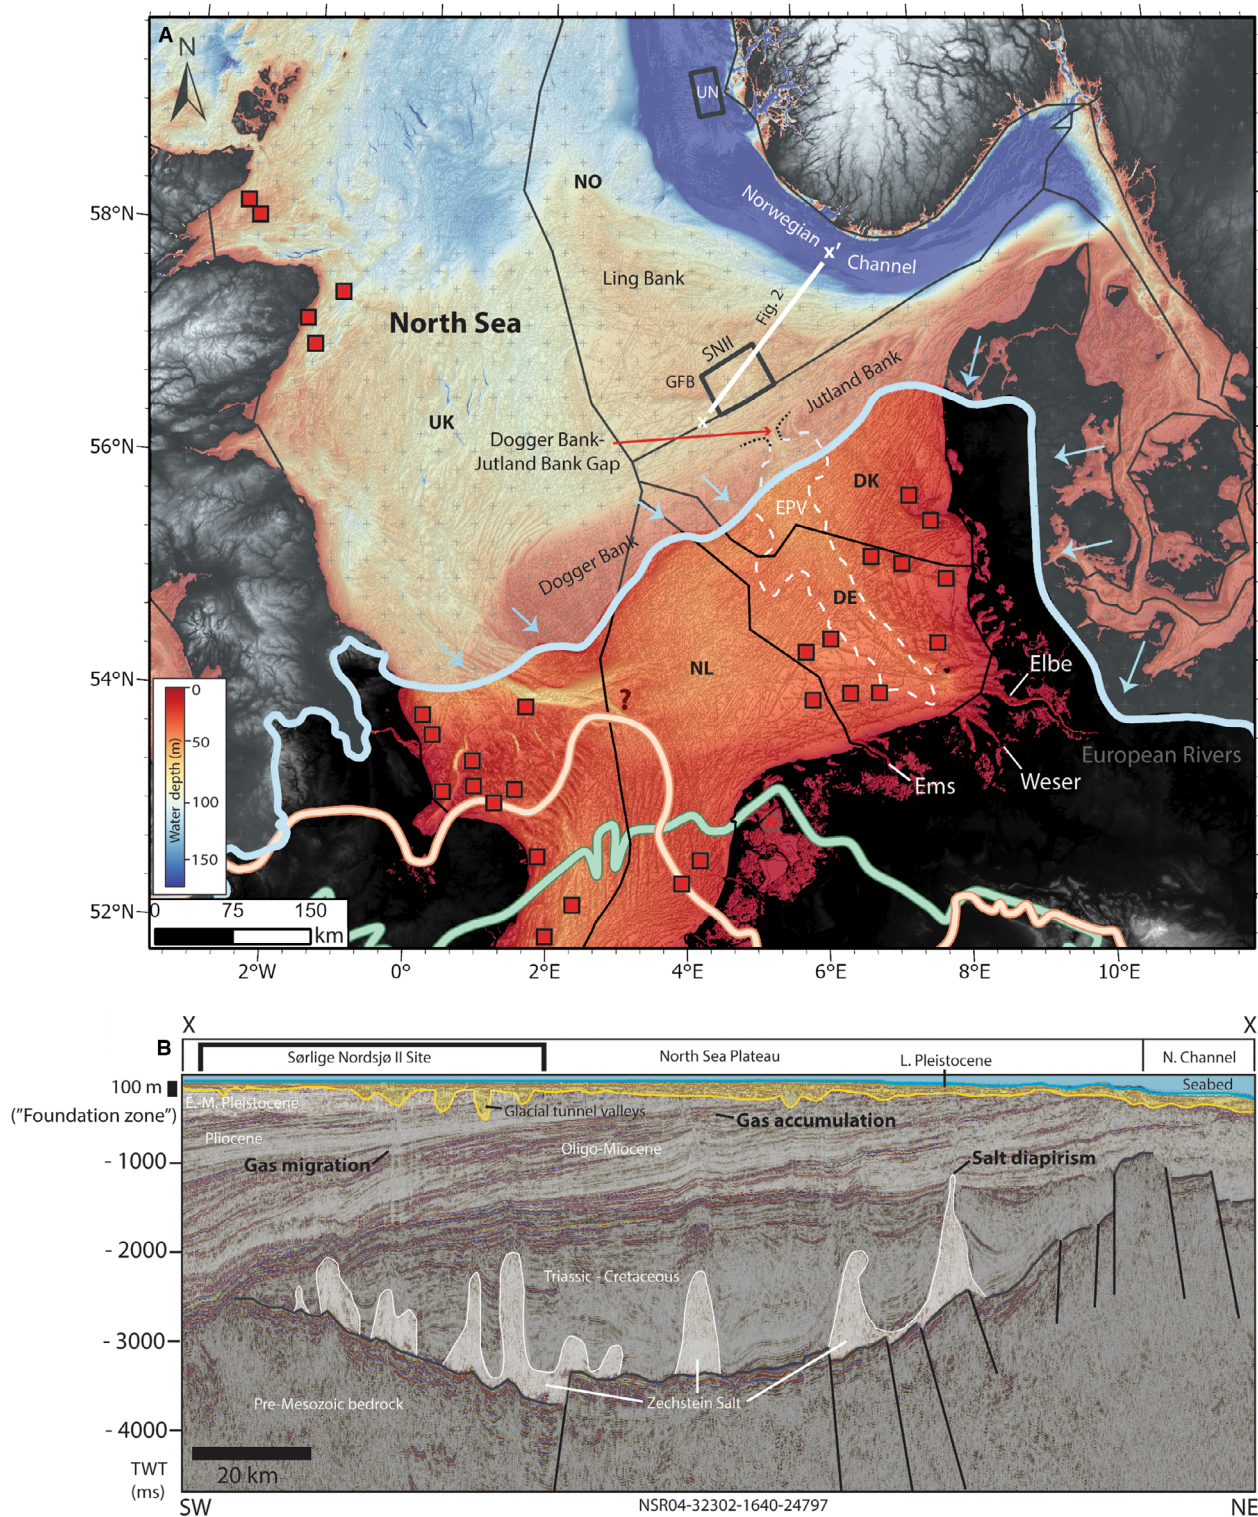 A
N
UN
NO
58°N
Norwegian
x'
Channel
Ling Bank
Fig. 2
North Sea
SNII
GFB
Jutland Bank
x
UK
56°N
Dogger Bank-
Jutland Bank Gap
DK
EPV
Dogger Bank
DE
NL
Elbe
54°N
?
0
50
100
150
Water depth (m)
European Rivers
Weser
Ems
52°N
0
75
150
km
2°W
0°
2°E
4°E
6°E
8°E
10°E
X
X
B
Sørlige Nordsjø II Site
North Sea Plateau
L. Pleistocene
N. Channel
100 m
("Foundation zone")
Seabed
E.-M. Pleistocene
Glacial tunnel valleys
Gas accumulation
Pliocene
Oligo-Miocene
Gas migration
Salt diapirism
- 1000
- 2000
Triassic - Cretaceous
- 3000
Pre-Mesozoic bedrock
Zechstein Salt
- 4000
TWT
(ms)
20 km
SW
NSR04-32302-1640-24797
NE